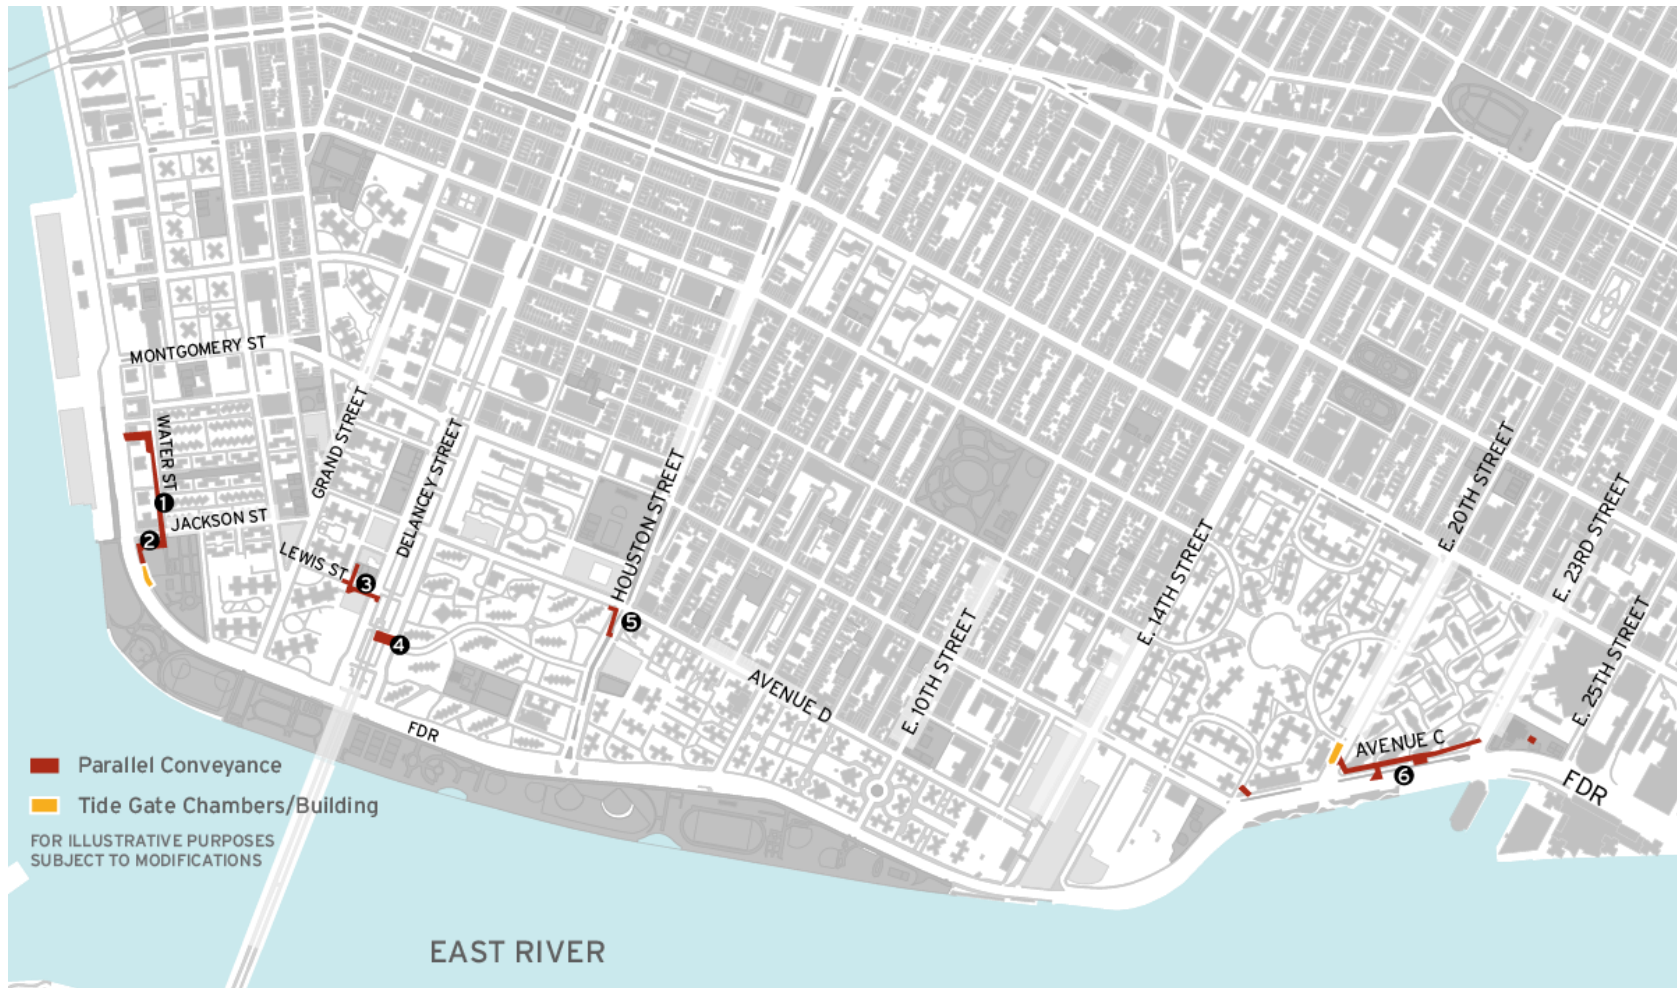 MONTGOMERY ST
WATER ST
1
JACKSON ST
2
GRAND STREET
LEWIS ST
3
DELANCEY STREET
4
HOUSTON STREET
5
AVENUE D
E. 10TH STREET
E. 14TH STREET
E. 20TH STREET
E. 23RD STREET
E. 25TH STREET
AVENUE C
6
FDR
FDR
Parallel Conveyance
Tide Gate Chambers/Building
FOR ILLUSTRATIVE PURPOSES
SUBJECT TO MODIFICATIONS
EAST RIVER